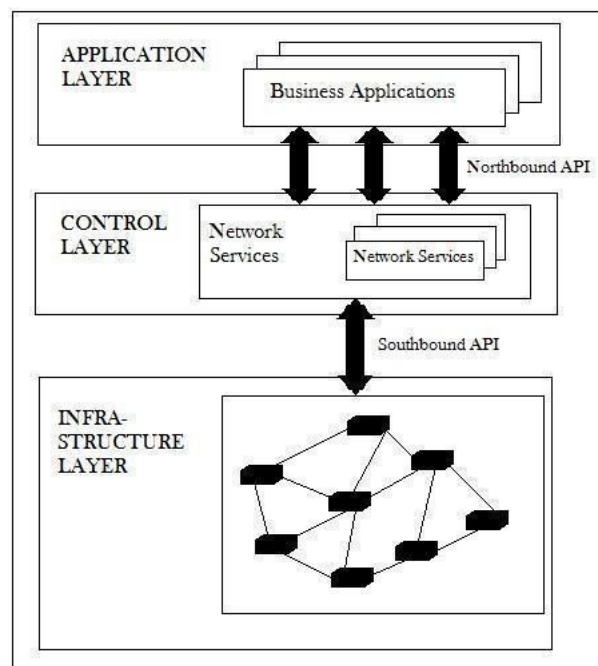 APPLICATION
LAYER
Business Applications
Northbound API
CONTROL
LAYER
Network
Services
Network Services
Southbound API
INFRA-
STRUCTURE
LAYER